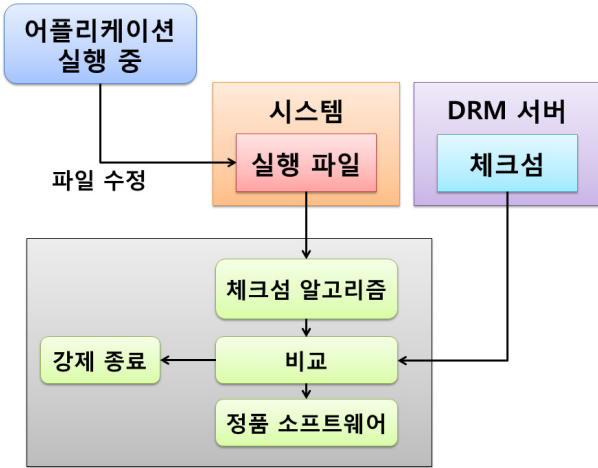 어플리케이션
실행 중
시스템
DRM 서버
실행 파일
체크섬
파일 수정
체크섬 알고리즘
강제 종료
비교
정품 소프트웨어